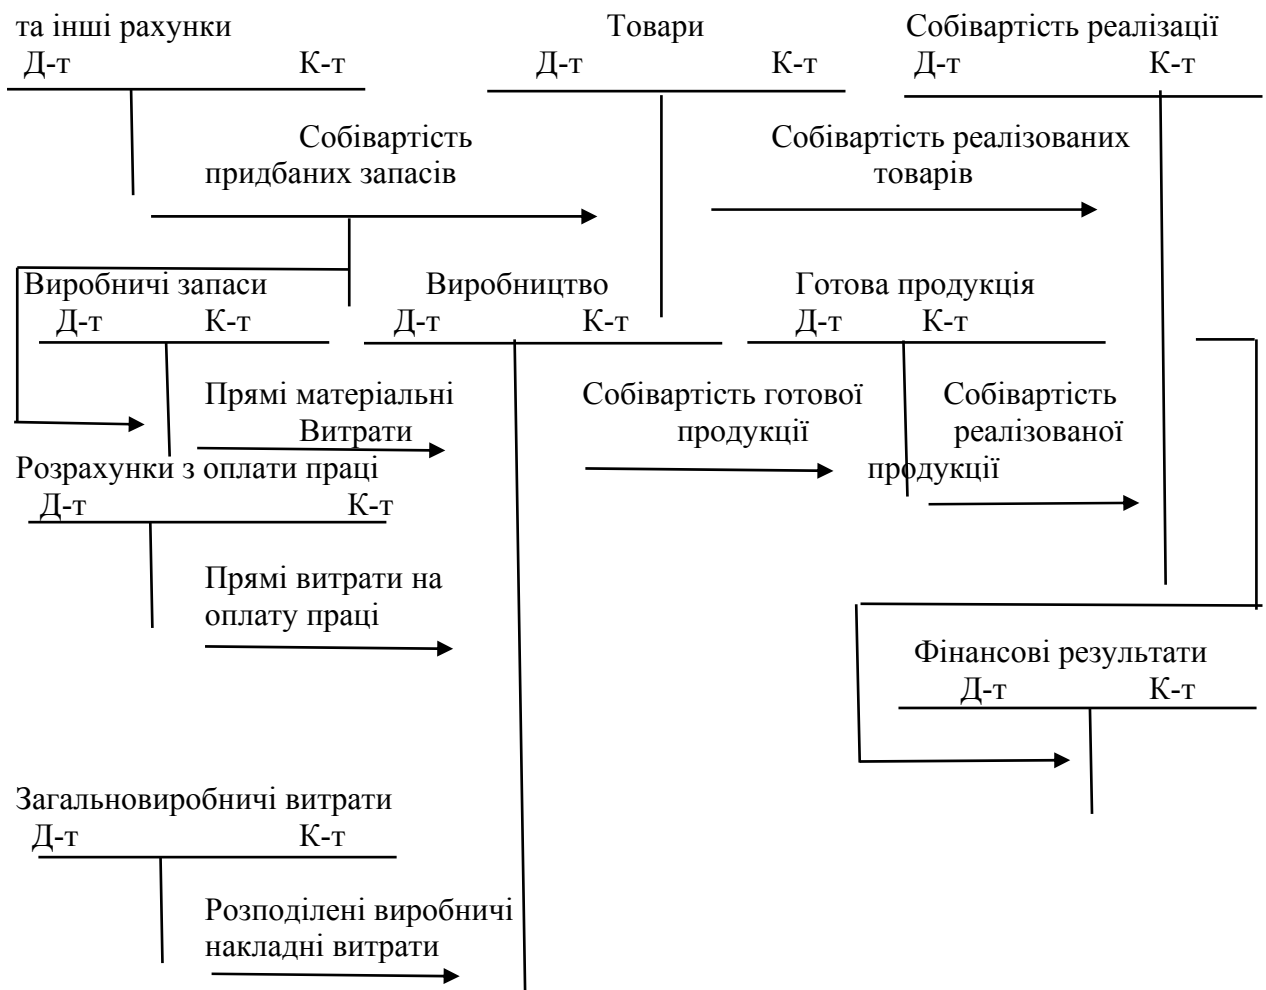 та інші рахунки Товари Собівартість реалізації
Д-т К-т Д-т К-т Д-т К-т
Собівартість Собівартість реалізованих
придбаних запасів товарів
Виробничі запаси Виробництво Готова продукція
Д-т К-т Д-т К-т Д-т К-т
Прямі матеріальні Собівартість готової Собівартість
Витрати продукції реалізованої
Розрахунки з оплати праці продукції
Д-т К-т
Прямі витрати на
оплату праці
Фінансові результати
Д-т К-т
Загальновиробничі витрати
Д-т К-т
Розподілені виробничі
накладні витрати